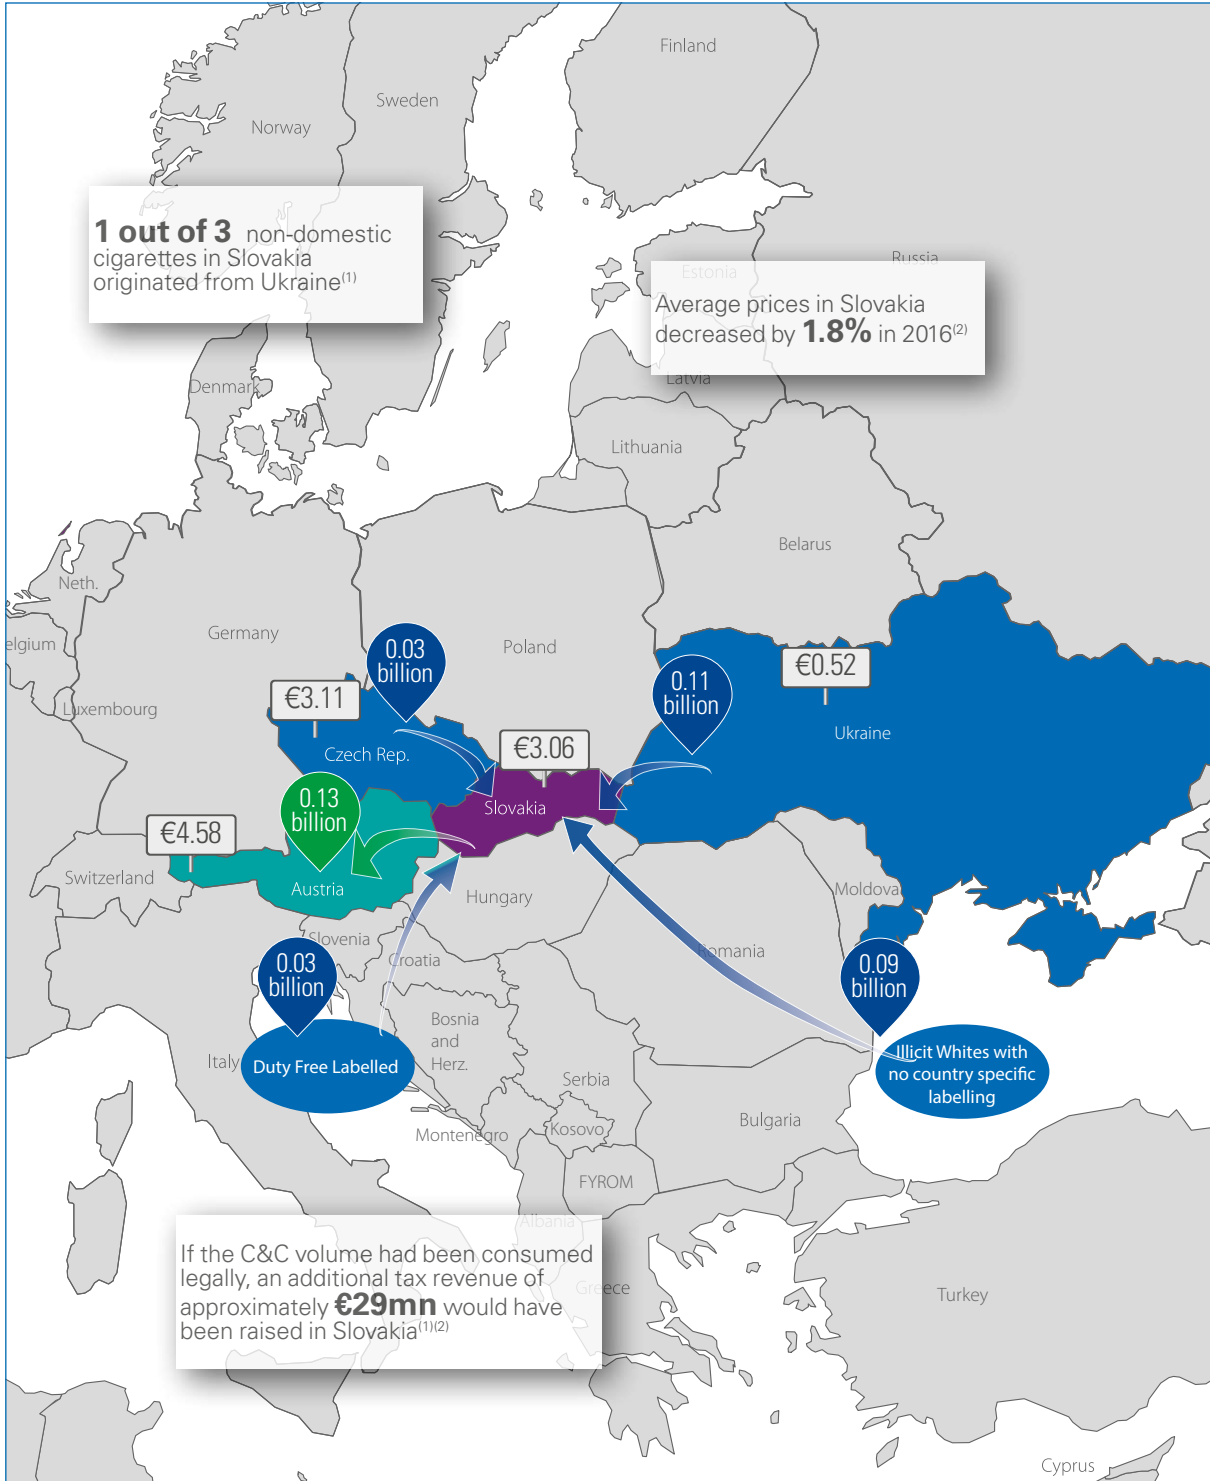 Finland
Sweden
Norway
1 out of 3 non-domestic
cigarettes in Slovakia
originated from Ukraine(1)
Russia
Estonia
Average prices in Slovakia
decreased by 1.8% in 2016(2)
Latvia
Denmark
Lithuania
Belarus
Neth.
Germany
elgium
Poland
0.03
billion
€0.52
0.11
billion
€3.11
Luxembourg
Ukraine
Czech Rep.
€3.06
0.13
billion
Slovakia
€4.58
Switzerland
Austria
Hungary
Moldova
Slovenia
Croatia
Romania
0.03
billion
0.09
billion
Bosnia
and
Herz.
Italy
Duty Free Labelled
Illicit Whites with
no country specific
labelling
Serbia
Bulgaria
Montenegro
Kosovo
FYROM
Albania
If the C&C volume had been consumed
legally, an additional tax revenue of
approximately €29mn would have
been raised in Slovakia(1)(2)
Greece
Turkey
Cyprus